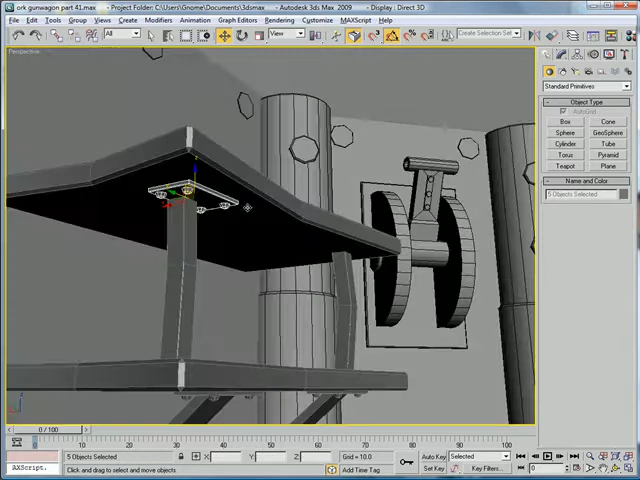 ork gunwagon part 41.max - Project Folder: C:\Users\Gnome\Documents\3dsmax - Autodesk 3ds Max 2009 - Display: Direct 3D
File Edit Tools Group Views Create Modifiers Animation Graph Editors Rendering Customize MAXScript Help
All View Create Selection Set
Perspective
Standard Primitives
Object Type
AutoGrid
Box Cone
Sphere GeoSphere
Cylinder Tube
Torus Pyramid
Teapot Plane
Name and Color
5 Objects Selected
0 / 100
0 10 20 30 40 50 60 70 80 90 100
5 Objects Selected X: Y: Z: Grid = 10.0 Auto Key Selected
AXScript. Click and drag to select and move objects Add Time Tag Set Key Key Filters... 0